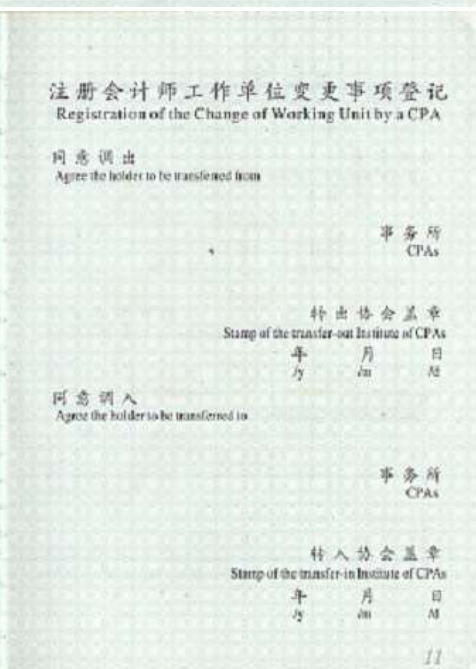 注册会计师工作单位变更事项登记
Registration of the Change of Working Unit by a CPA
同意调出
Agree the holder to be transferred from
事务所
CPAs
转出协会盖章
Stamp of the transfer-out Institute of CPAs
年 月 日
/y /m /d
同意调入
Agree the holder to be transferred to
事务所
CPAs
转入协会盖章
Stamp of the transfer-in Institute of CPAs
年 月 日
/y /m /d
11